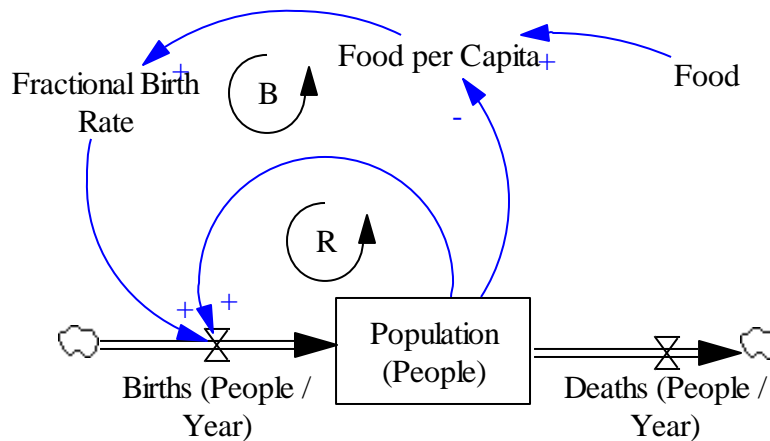 Food per Capita
+
Food
+
Fractional Birth
Rate
B
-
R
+
+
Population
(People)
Births (People /
Year)
Deaths (People /
Year)